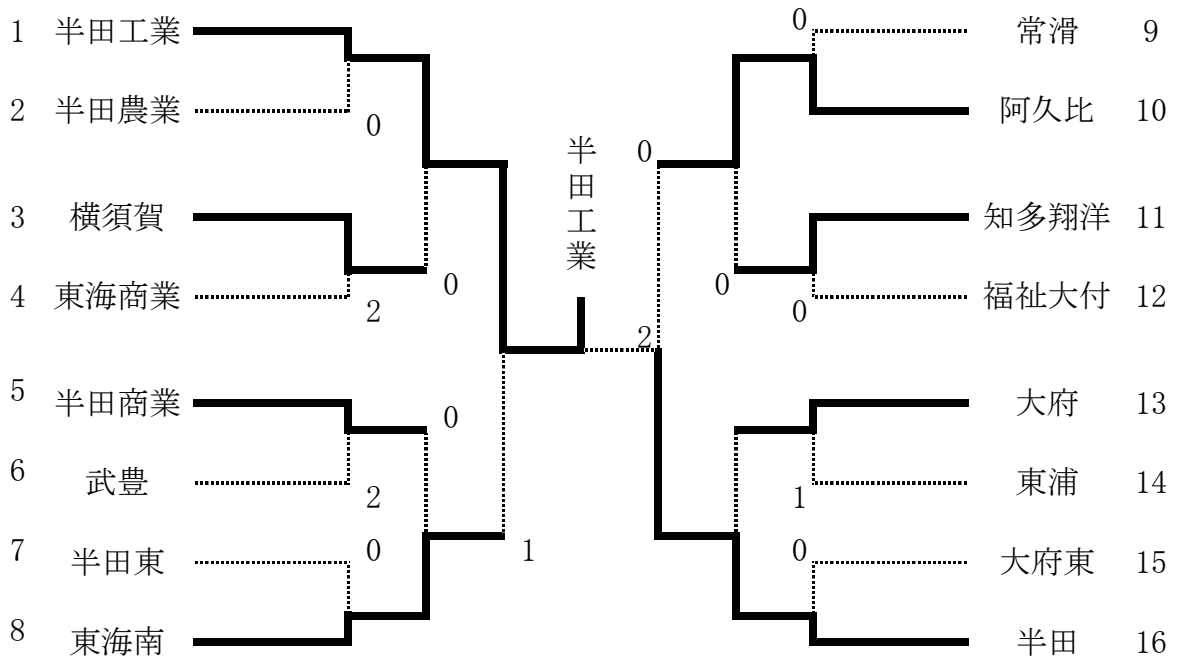 1 半田工業
2 半田農業
0
3 横須賀
4 東海商業
2
0
5 半田商業
0
6 武豊
2
7 半田東
0
8 東海南
1
半田工業
2
0
0
常滑 9
阿久比 10
知多翔洋 11
0
福祉大付 12
0
大府 13
東浦 14
1
大府東 15
0
半田 16